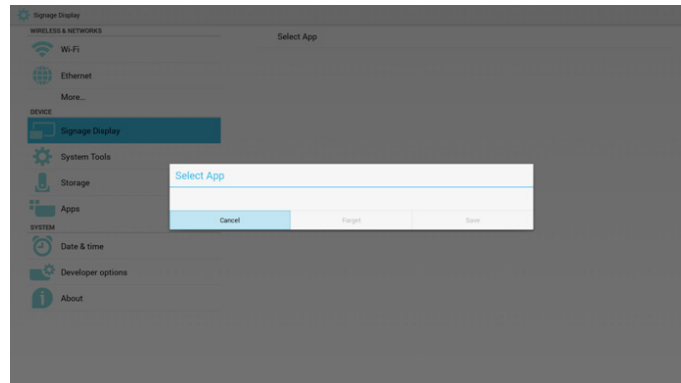 Signage Display
WIRELESS & NETWORKS
Select App
Wi-Fi
Ethernet
More...
DEVICE
Signage Display
System Tools
Storage
Apps
SYSTEM
Date & time
Developer options
About
Select App
Cancel
Forget
Save